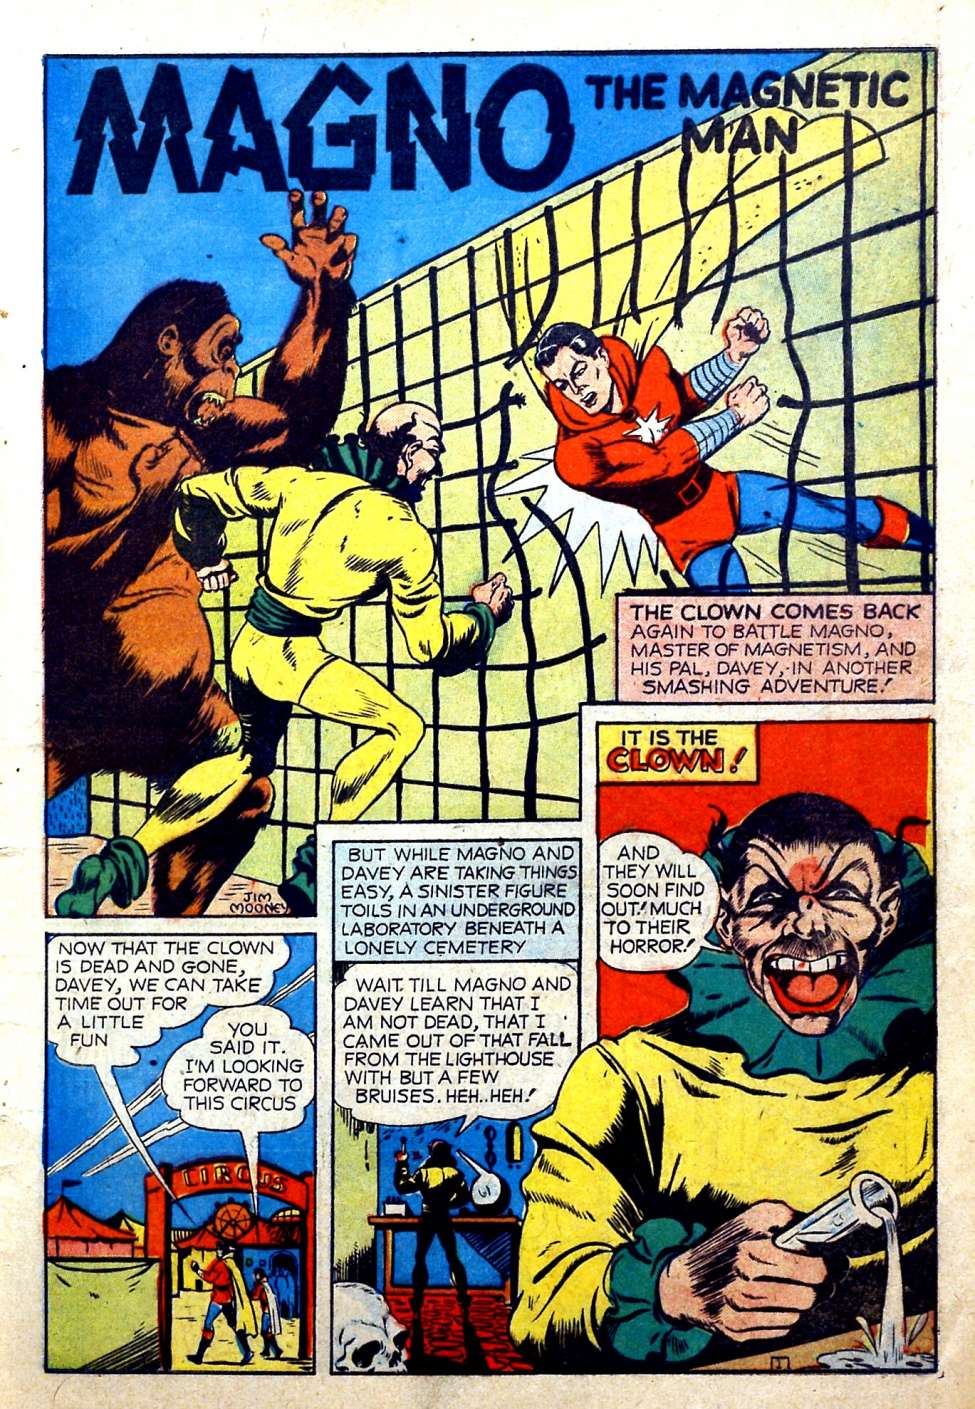 MAGNO
THE MAGNETIC
MAN
THE CLOWN COMES BACK
AGAIN TO BATTLE MAGNO,
MASTER OF MAGNETISM, AND
HIS PAL, DAVEY, IN ANOTHER
SMASHING ADVENTURE!
JIM
MOONEY
NOW THAT THE CLOWN
IS DEAD AND GONE,
DAVEY, WE CAN TAKE
TIME OUT FOR
A LITTLE
FUN
YOU
SAID IT.
I'M LOOKING
FORWARD TO
THIS CIRCUS
CIRCUS
BUT WHILE MAGNO AND
DAVEY ARE TAKING THINGS
EASY, A SINISTER FIGURE
TOILS IN AN UNDERGROUND
LABORATORY BENEATH A
LONELY CEMETERY
WAIT TILL MAGNO AND
DAVEY LEARN THAT I
AM NOT DEAD, THAT I
CAME OUT OF THAT FALL
FROM THE LIGHTHOUSE
WITH BUT A FEW
BRUISES. HEH..HEH!
IT IS THE
CLOWN!
AND
THEY WILL
SOON FIND
OUT! MUCH
TO THEIR
HORROR!
1